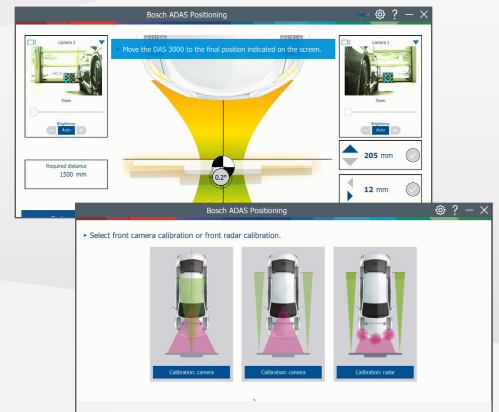 Bosch ADAS Positioning
?
Camera 2
Zoom
Brightness
Auto
Required distance
1500 mm
Move the DAS 3000 to the final position indicated on the screen.
0.2°
Camera 1
Zoom
Brightness
Auto
205 mm
12 mm
Bosch ADAS Positioning
?
Select front camera calibration or front radar calibration.
Calibration: camera
Calibration: camera
Calibration: radar